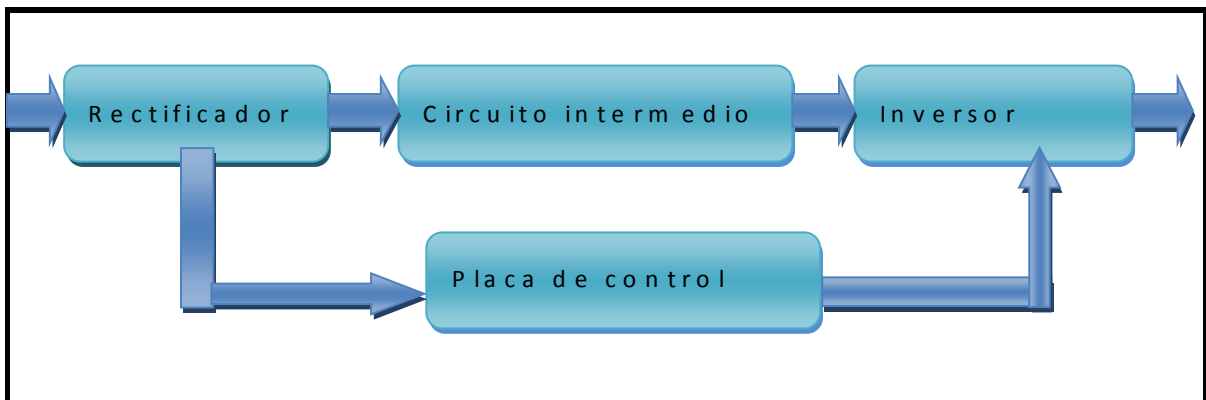 Rectificador
Circuito intermedio
Inversor
Placa de control